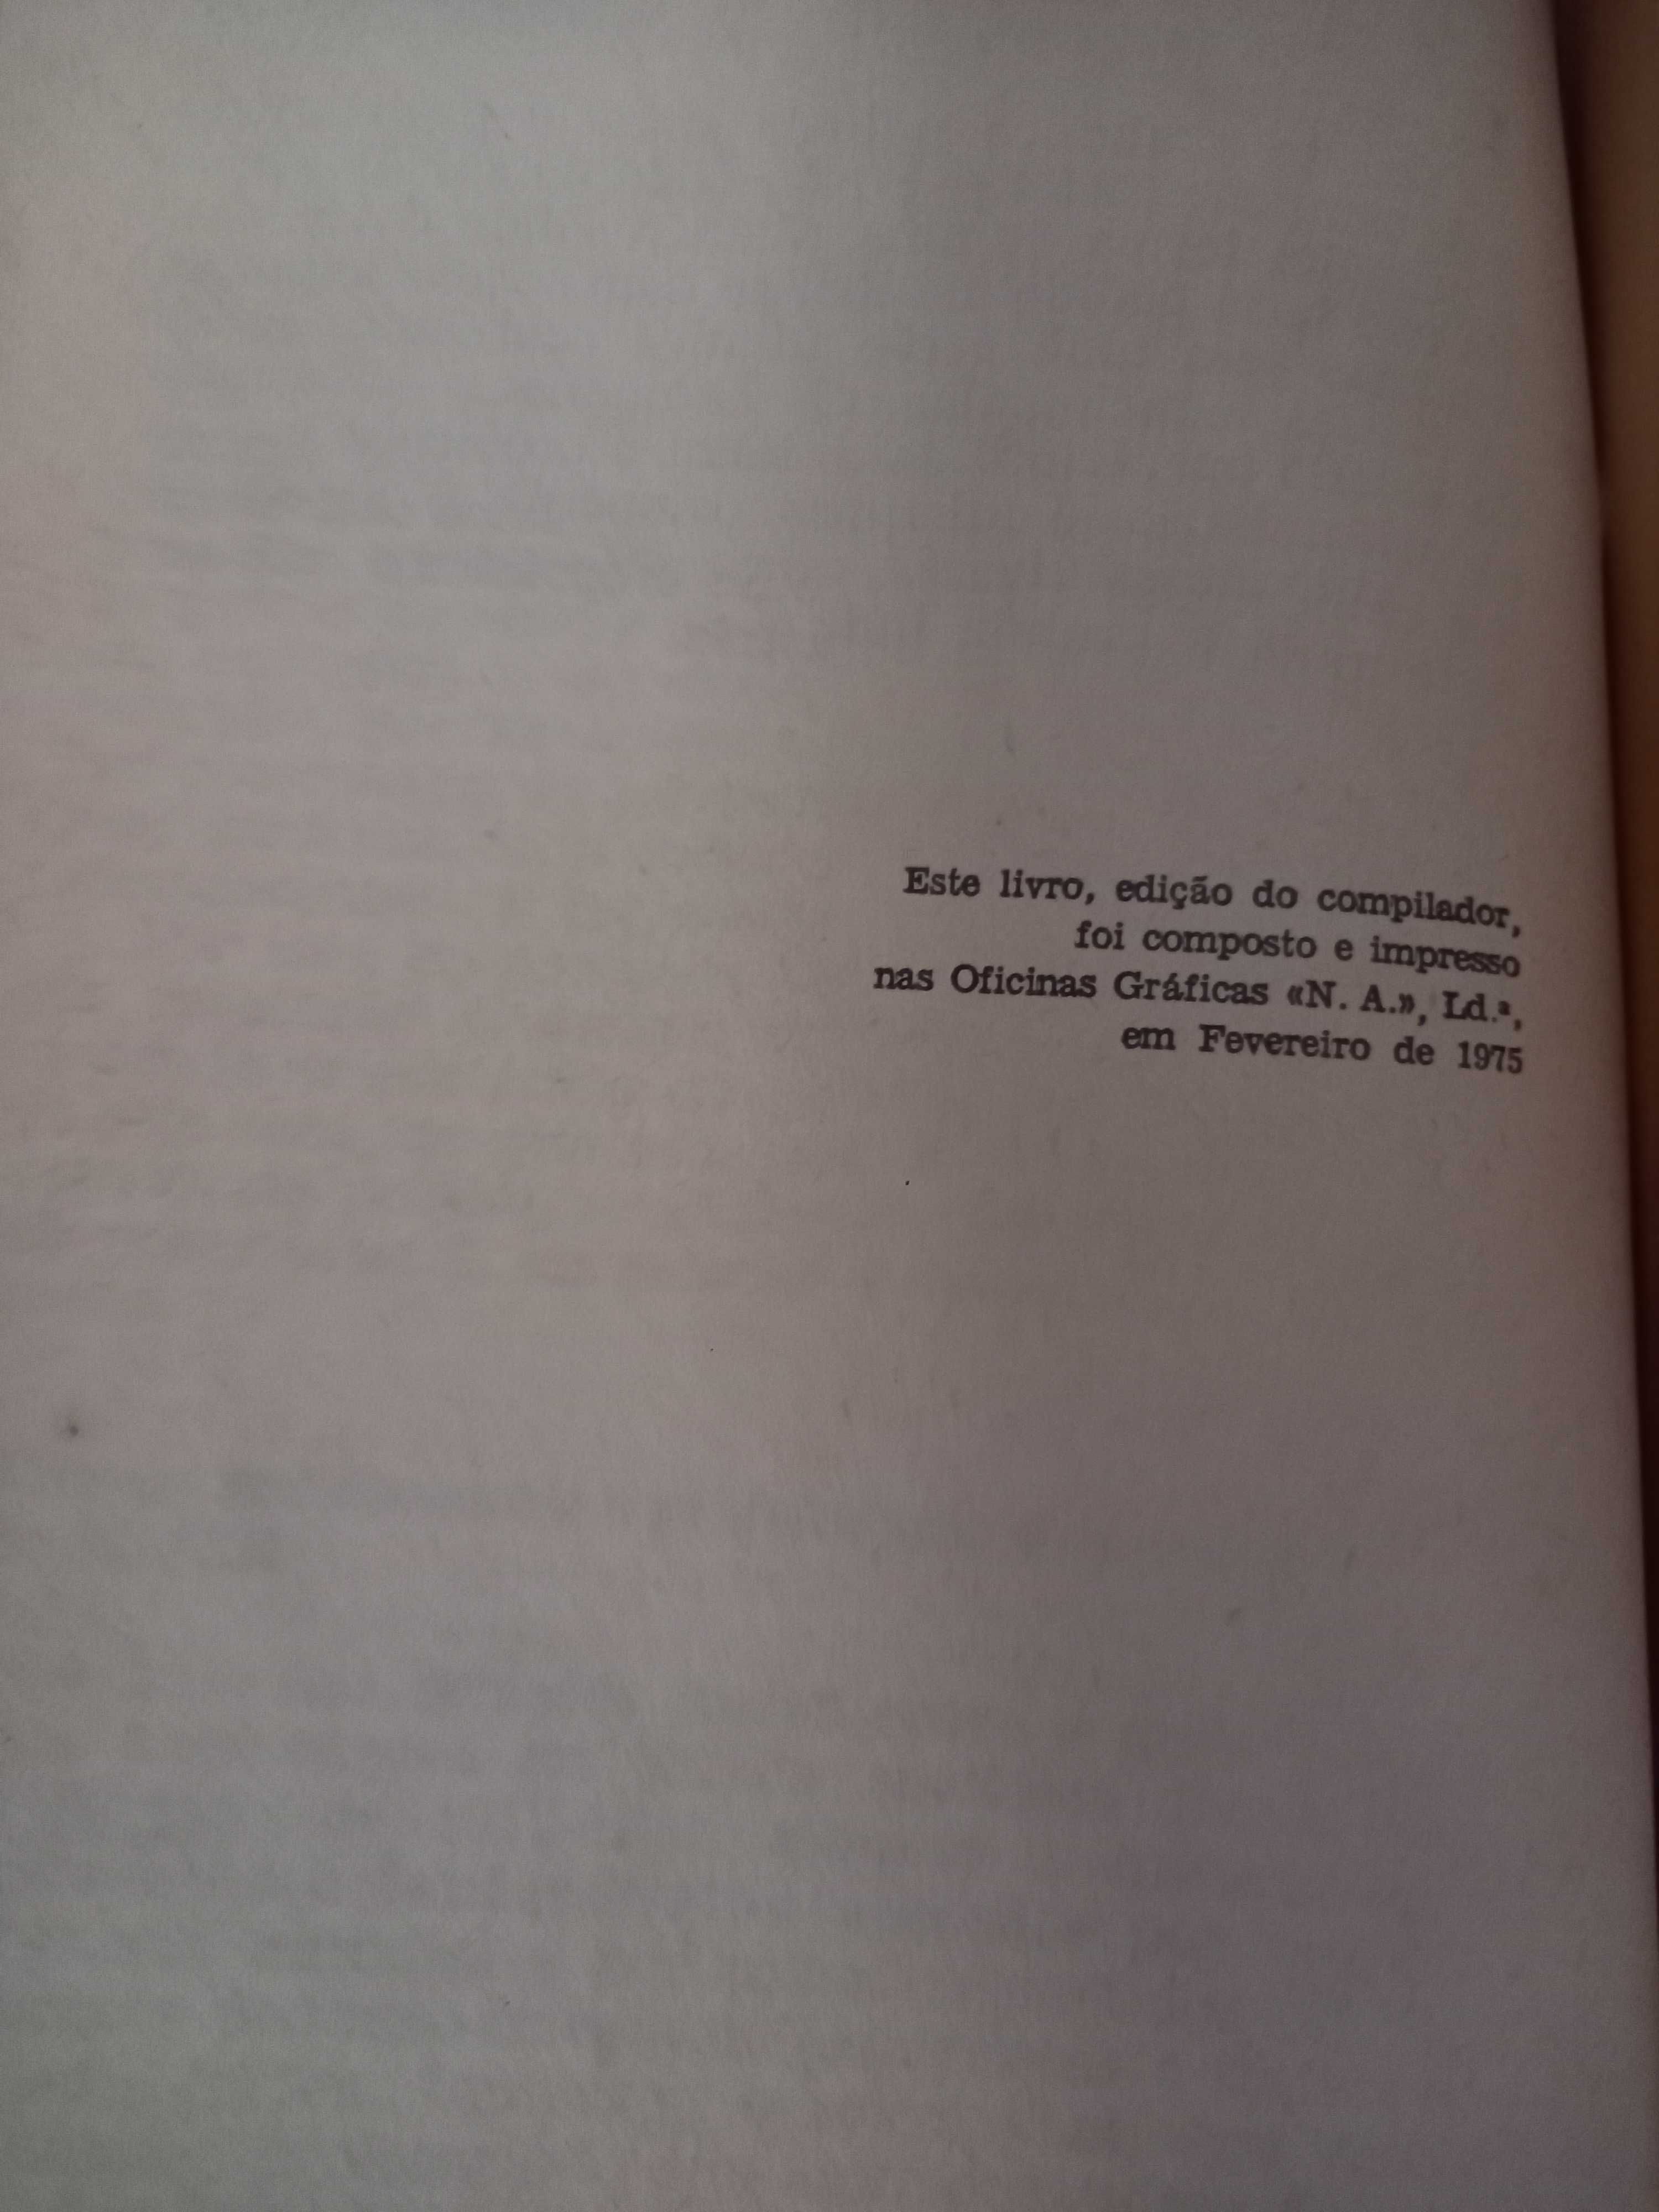 Este livro, edição do compilador,
foi composto e impresso
nas Oficinas Gráficas «N. A.», Ld.ª,
em Fevereiro de 1975